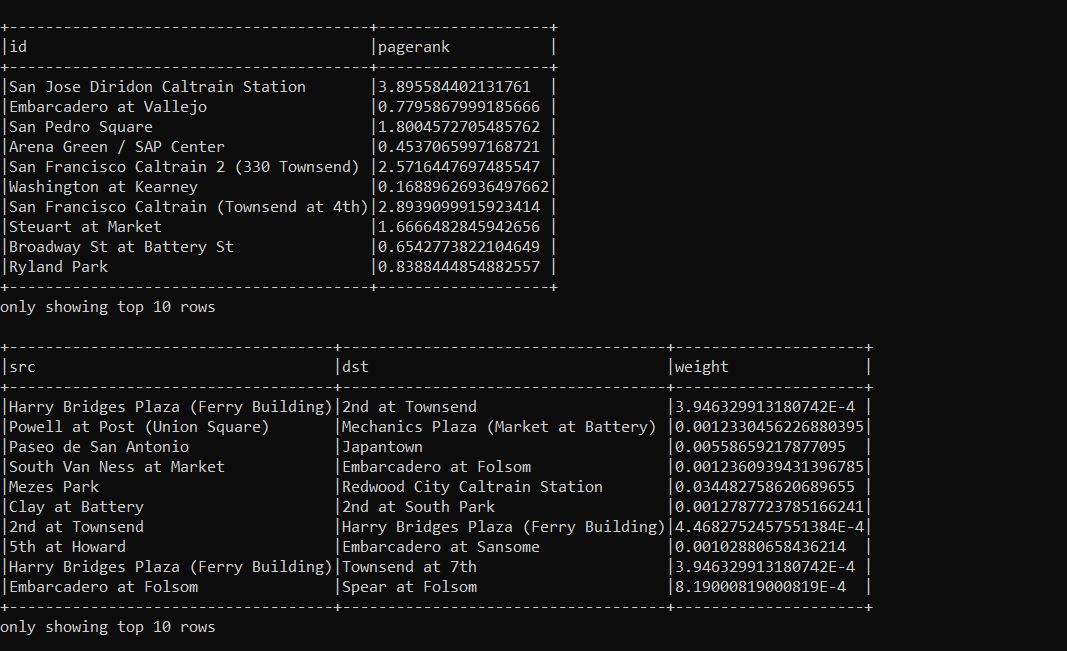 +----------------------------------------+-------------------+
|id                                      |pagerank           |
+----------------------------------------+-------------------+
|San Jose Diridon Caltrain Station       |3.895584402131761  |
|Embarcadero at Vallejo                  |0.7795867999185666 |
|San Pedro Square                        |1.8004572705485762 |
|Arena Green / SAP Center                |0.4537065997168721 |
|San Francisco Caltrain 2 (330 Townsend) |2.5716447697485547 |
|Washington at Kearney                   |0.16889626936497662|
|San Francisco Caltrain (Townsend at 4th)|2.8939099915923414 |
|Steuart at Market                       |1.6666482845942656 |
|Broadway St at Battery St               |0.6542773822104649 |
|Ryland Park                             |0.8388444854882557 |
+----------------------------------------+-------------------+
only showing top 10 rows
+------------------------------------+------------------------------------+---------------------+
|src                                 |dst                                 |weight               |
+------------------------------------+------------------------------------+---------------------+
|Harry Bridges Plaza (Ferry Building)|2nd at Townsend                     |3.946329913180742E-4 |
|Powell at Post (Union Square)       |Mechanics Plaza (Market at Battery) |0.0012330456226880395|
|Paseo de San Antonio                |Japantown                           |0.00558659217877095  |
|South Van Ness at Market            |Embarcadero at Folsom               |0.0012360939431396785|
|Mezes Park                          |Redwood City Caltrain Station       |0.034482758620689655 |
|Clay at Battery                     |2nd at South Park                   |0.0012787723785166241|
|2nd at Townsend                     |Harry Bridges Plaza (Ferry Building)|4.4682752457551384E-4|
|5th at Howard                       |Embarcadero at Sansome              |0.00102880658436214  |
|Harry Bridges Plaza (Ferry Building)|Townsend at 7th                     |3.946329913180742E-4 |
|Embarcadero at Folsom               |Spear at Folsom                     |8.19000819000819E-4  |
+------------------------------------+------------------------------------+---------------------+
only showing top 10 rows